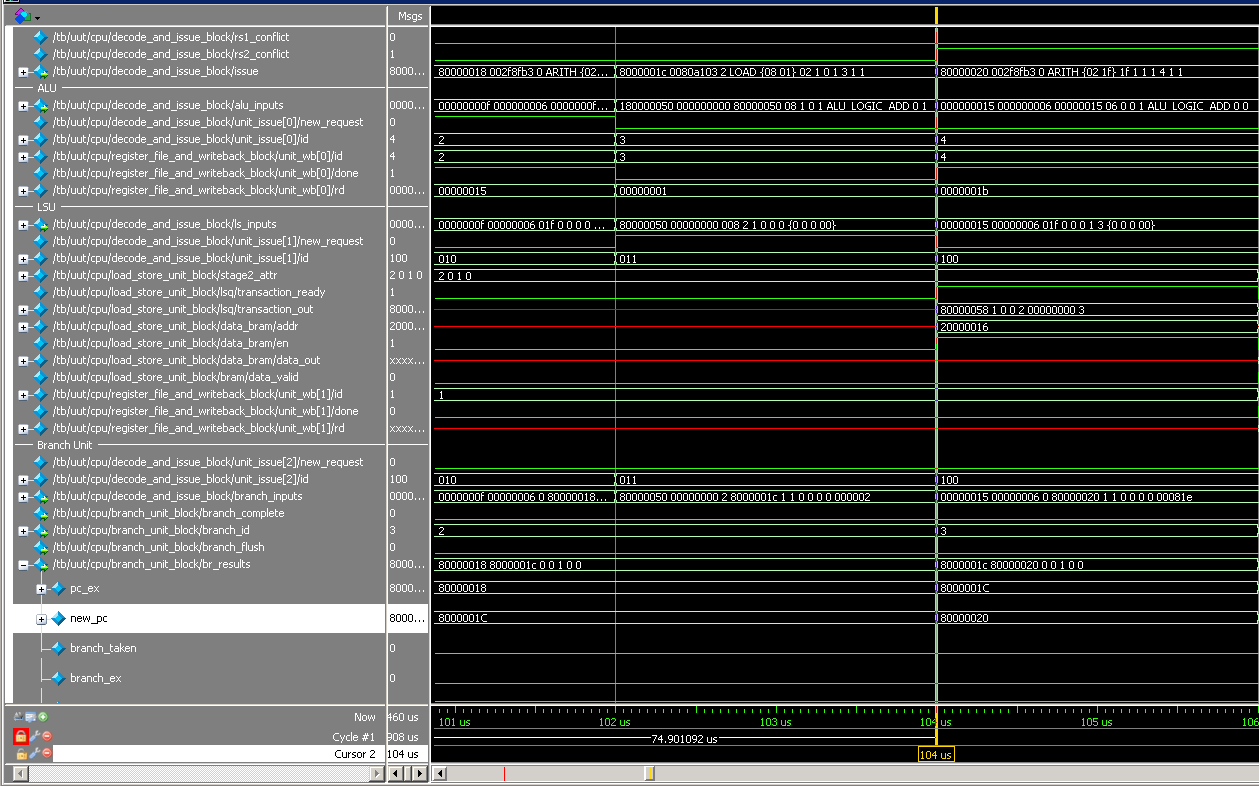 Msgs
/tb/uut/cpu/decode_and_issue_block/rs1_conflict 0
/tb/uut/cpu/decode_and_issue_block/rs2_conflict 1
/tb/uut/cpu/decode_and_issue_block/issue 8000... 80000018 002f8fb3 0 ARITH {02... 8000001c 0080a103 2 LOAD {08 01} 02 1 0 1 3 1 1 80000020 002f8fb3 0 ARITH {02 1f} 1f 1 1 1 4 1 1
ALU
/tb/uut/cpu/decode_and_issue_block/alu_inputs 0000... 00000000f 000000006 0000000f... 180000050 000000000 80000050 08 1 0 1 ALU_LOGIC_ADD 0 1 000000015 000000006 00000015 06 0 0 1 ALU_LOGIC_ADD 0 0
/tb/uut/cpu/decode_and_issue_block/unit_issue[0]/new_request 0
/tb/uut/cpu/decode_and_issue_block/unit_issue[0]/id 4 2 3 4
/tb/uut/cpu/register_file_and_writeback_block/unit_wb[0]/id 4 2 3 4
/tb/uut/cpu/register_file_and_writeback_block/unit_wb[0]/done 1
/tb/uut/cpu/register_file_and_writeback_block/unit_wb[0]/rd 0000... 00000015 00000001 0000001b
LSU
/tb/uut/cpu/decode_and_issue_block/ls_inputs 0000... 0000000f 00000006 01f 0 0 0 0 ... 80000050 00000000 008 2 1 0 0 0 {0 0 0 00} 00000015 00000006 01f 0 0 0 1 3 {0 0 0 00}
/tb/uut/cpu/decode_and_issue_block/unit_issue[1]/new_request 0
/tb/uut/cpu/decode_and_issue_block/unit_issue[1]/id 100 010 011 100
/tb/uut/cpu/load_store_unit_block/stage2_attr 2 0 1 0 2 0 1 0
/tb/uut/cpu/load_store_unit_block/lsq/transaction_ready 1
/tb/uut/cpu/load_store_unit_block/lsq/transaction_out 8000... 80000058 1 0 0 2 00000000 3
/tb/uut/cpu/load_store_unit_block/data_bram/addr 2000... 20000016
/tb/uut/cpu/load_store_unit_block/data_bram/en 1
/tb/uut/cpu/load_store_unit_block/data_bram/data_out xxxx...
/tb/uut/cpu/load_store_unit_block/bram/data_valid 0
/tb/uut/cpu/register_file_and_writeback_block/unit_wb[1]/id 1 1
/tb/uut/cpu/register_file_and_writeback_block/unit_wb[1]/done 0
/tb/uut/cpu/register_file_and_writeback_block/unit_wb[1]/rd xxxx...
Branch Unit
/tb/uut/cpu/decode_and_issue_block/unit_issue[2]/new_request 0
/tb/uut/cpu/decode_and_issue_block/unit_issue[2]/id 100 010 011 100
/tb/uut/cpu/decode_and_issue_block/branch_inputs 0000... 0000000f 00000006 0 80000018... 80000050 00000000 2 8000001c 1 1 0 0 0 0 000002 00000015 00000006 0 80000020 1 1 0 0 0 0 00081e
/tb/uut/cpu/branch_unit_block/branch_complete 0
/tb/uut/cpu/branch_unit_block/branch_id 3 2 3
/tb/uut/cpu/branch_unit_block/branch_flush 0
/tb/uut/cpu/branch_unit_block/br_results 8000... 80000018 8000001c 0 0 1 0 0 8000001c 80000020 0 0 1 0 0
pc_ex 8000... 80000018 8000001C
new_pc 8000... 8000001C 80000020
branch_taken 0
branch_ex 0
Now 460 us 101 us 102 us 103 us 104 us 105 us 106
Cycle #1 908 us 74.901092 us
Cursor 2 104 us 104 us